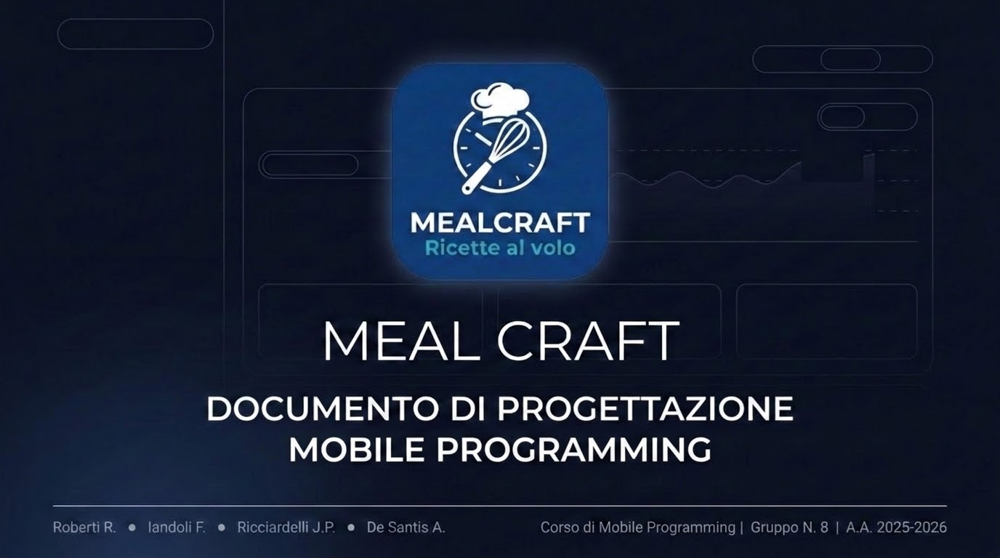 MEALCRAFT
Ricette al volo
MEAL CRAFT
DOCUMENTO DI PROGETTAZIONE
MOBILE PROGRAMMING
Roberti R. ● Iandoli F. ● Ricciardelli J.P. ● De Santis A.
Corso di Mobile Programming | Gruppo N. 8 | A.A. 2025-2026